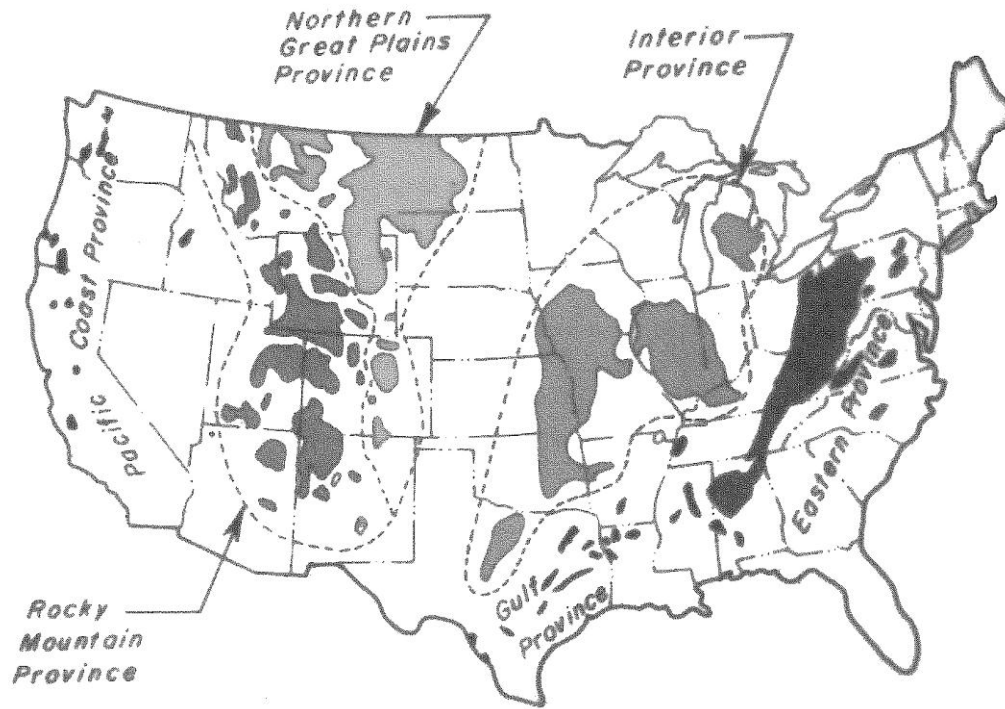 Northern
Great Plains
Province
Interior
Province
Pacific Coast Province
Eastern Province
Gulf
Province
Rocky
Mountain
Province